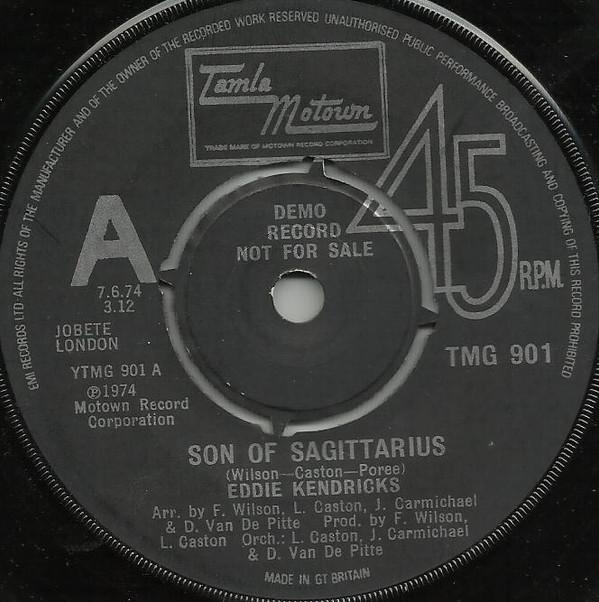 EMI RECORDS LTD·ALL RIGHTS OF THE MANUFACTURER AND OF THE OWNER OF THE RECORDED WORK RESERVED UNAUTHORISED PUBLIC PERFORMANCE BROADCASTING AND COPYING OF THIS RECORD PROHIBITED
Tamla
Motown
TRADE MARK OF MOTOWN RECORD CORPORATION
45
R.P.M.
DEMO
RECORD
NOT FOR SALE
A
7.6.74
3.12
JOBETE
LONDON
TMG 901
YTMG 901 A
℗1974
Motown Record
Corporation
SON OF SAGITTARIUS
(Wilson—Caston—Poree)
EDDIE KENDRICKS
Arr. by F. Wilson, L. Caston, J. Carmichael
& D. Van De Pitte Prod. by F. Wilson,
L. Caston Orch.: L. Caston, J. Carmichael
& D. Van De Pitte
MADE IN GT BRITAIN